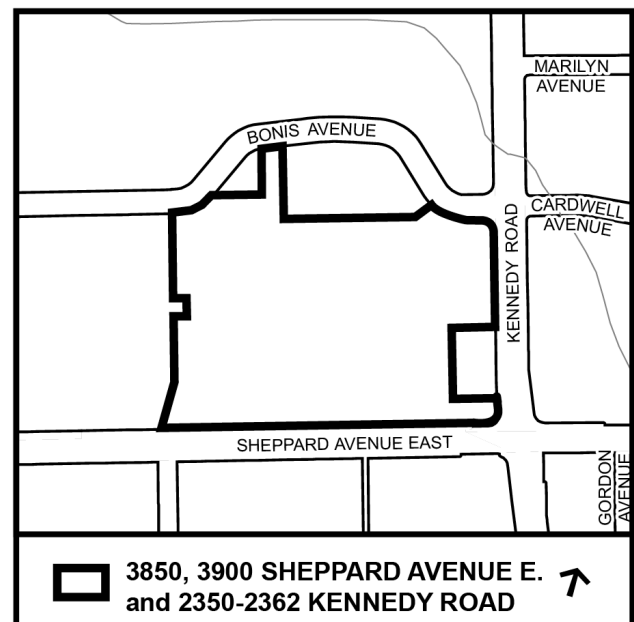 MARILYN
AVENUE
BONIS AVENUE
CARDWELL
AVENUE
KENNEDY ROAD
SHEPPARD AVENUE EAST
GORDON
AVENUE
3850, 3900 SHEPPARD AVENUE E.
and 2350-2362 KENNEDY ROAD